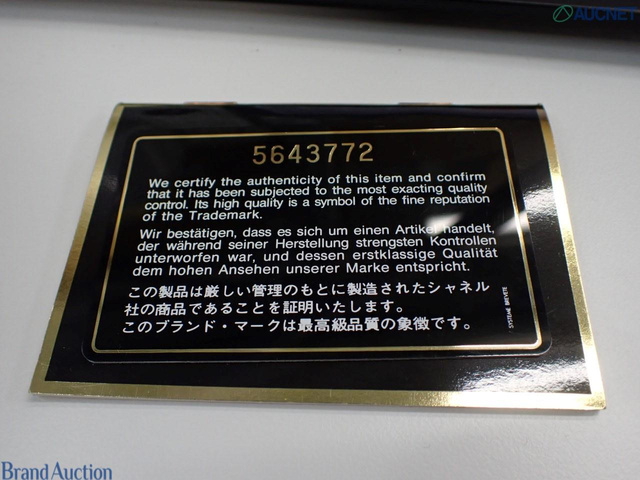 AUCNET
5643772
We certify the authenticity of this item and confirm
that it has been subjected to the most exacting quality
control. Its high quality is a symbol of the fine reputation
of the Trademark.
Wir bestätigen, dass es sich um einen Artikel handelt,
der während seiner Herstellung strengsten Kontrollen
unterworfen war, und dessen erstklassige Qualität
dem hohen Ansehen unserer Marke entspricht.
この製品は厳しい管理のもとに製造されたシャネル
社の商品であることを証明いたします。
このブランド・マークは最高級品質の象徴です。
SYSTEME BREVETE
Brand Auction